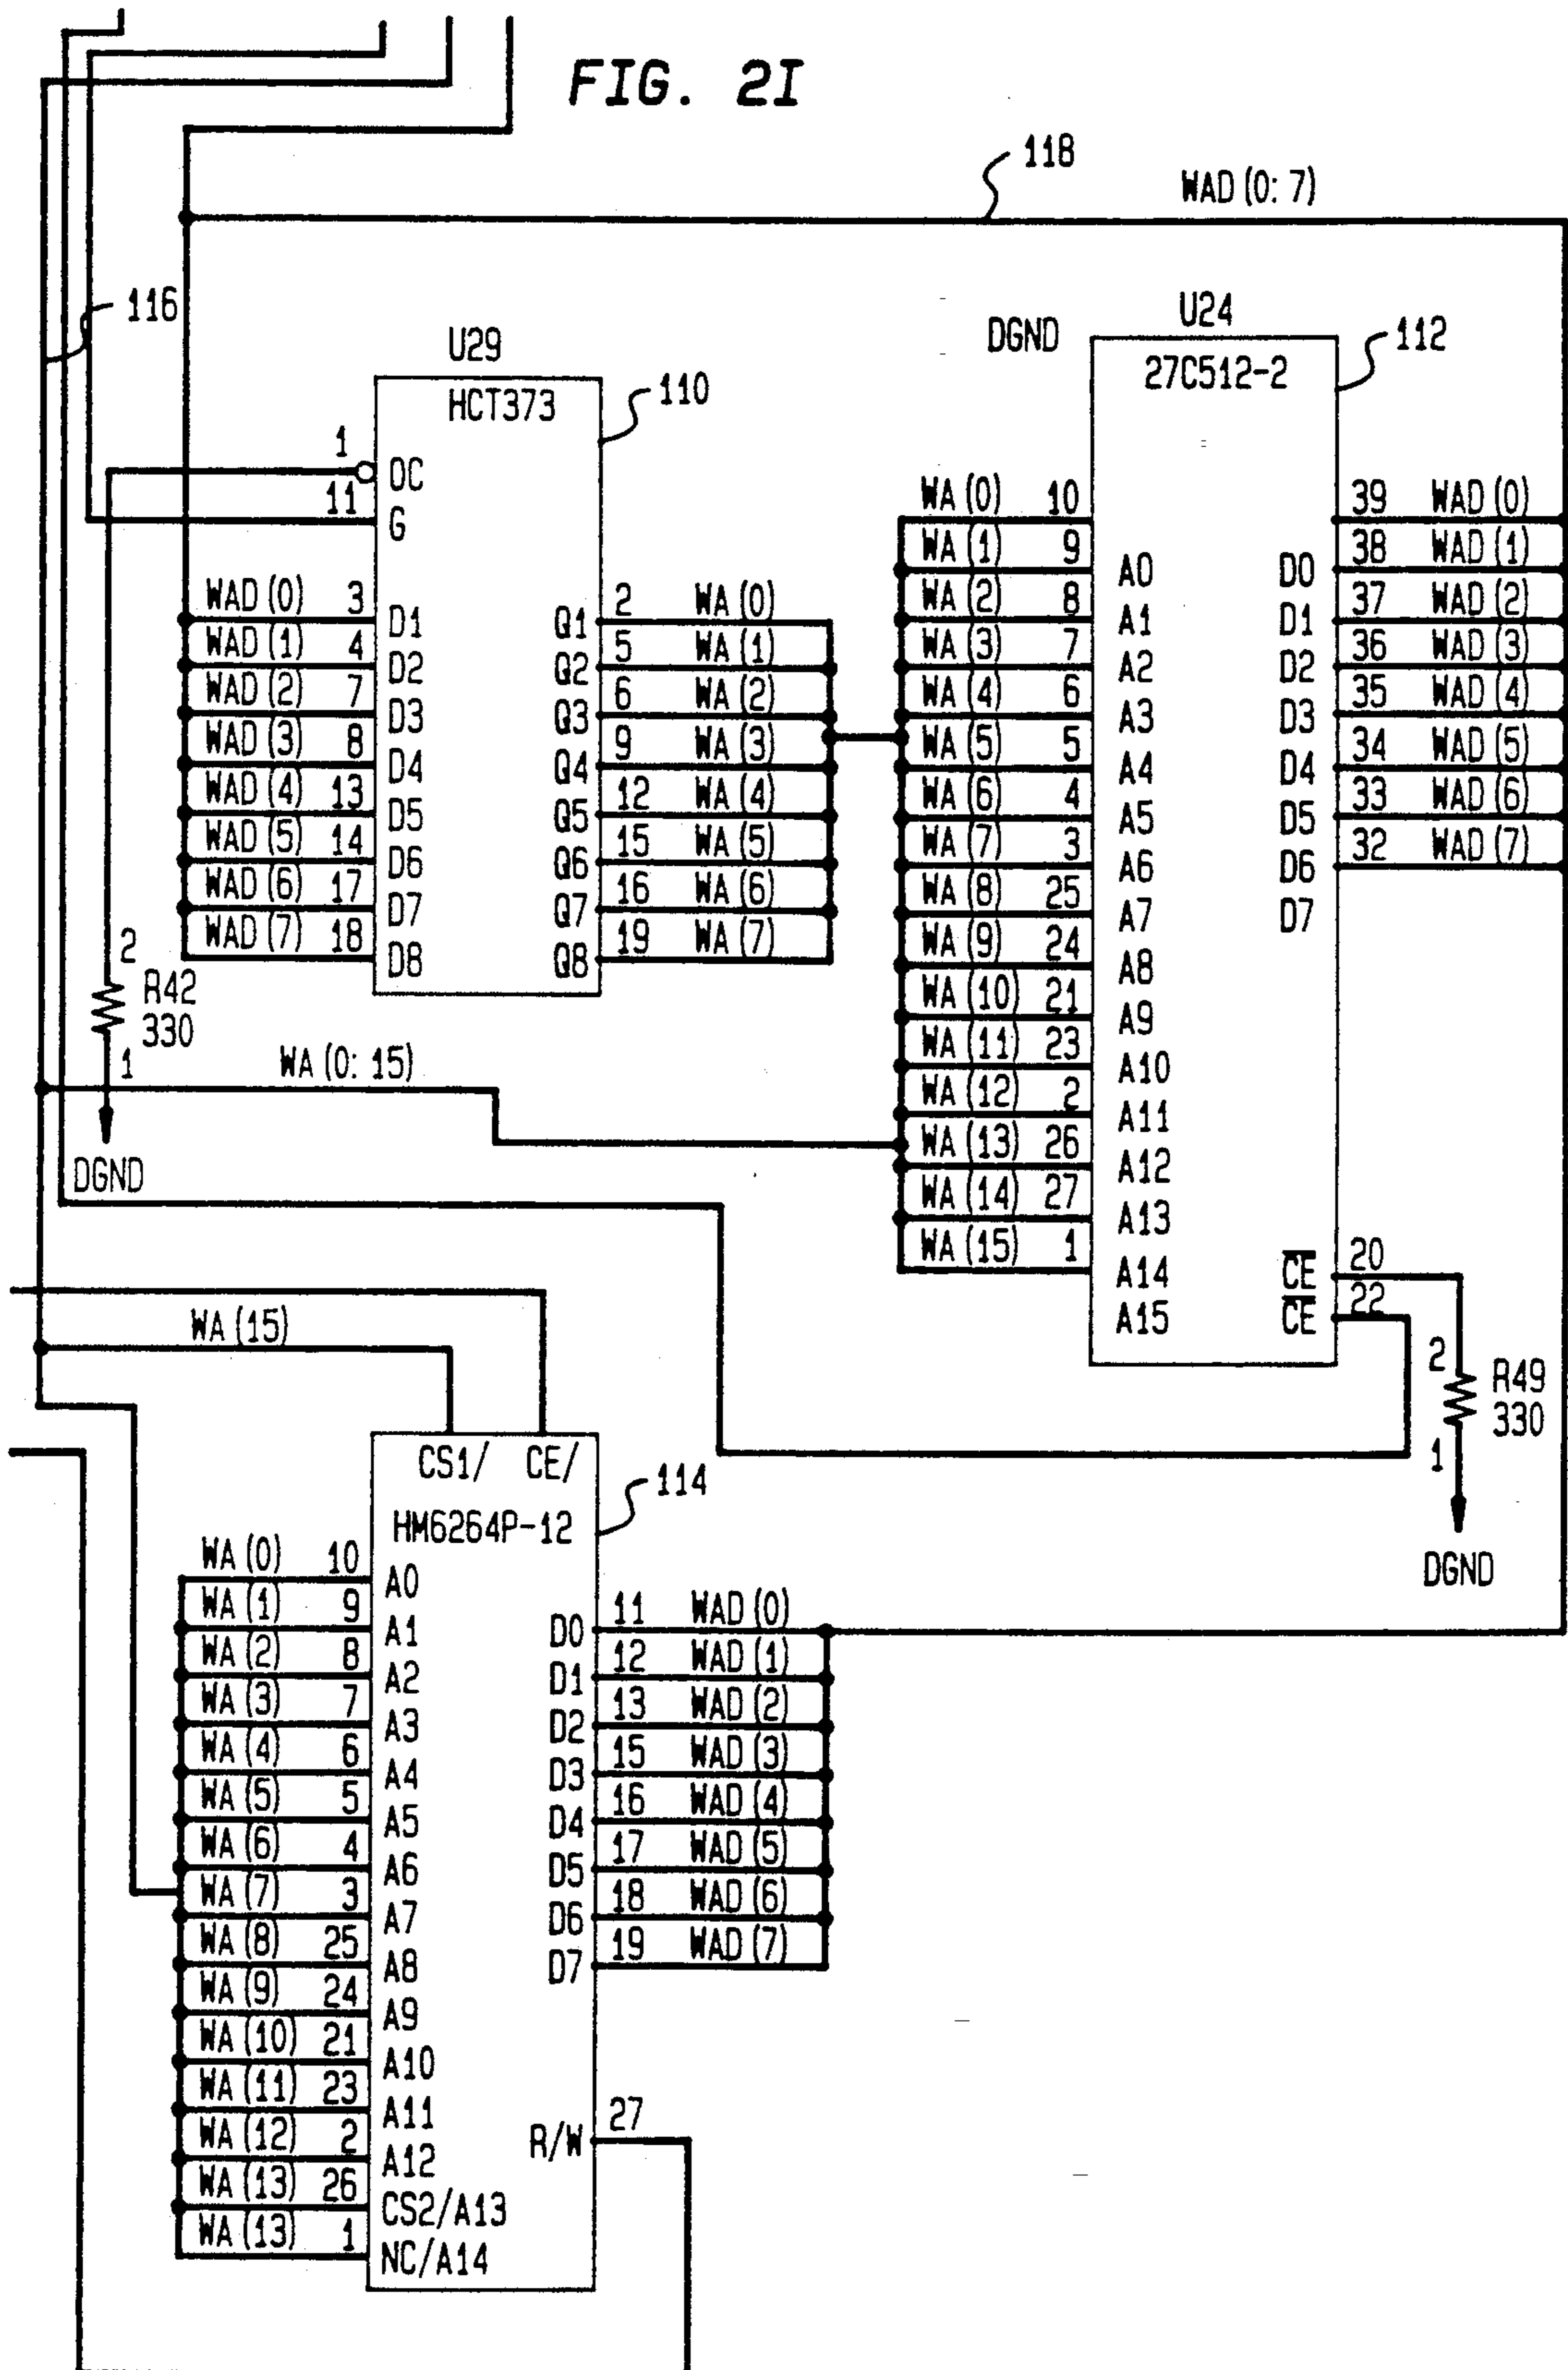 FIG. 2I
118
WAD (0: 7)
116
U29
HCT373
110
DGND
U24
27C512-2
112
1
OC
11
G
WAD (0) 3 D1
WAD (1) 4 D2
WAD (2) 7 D3
WAD (3) 8 D4
WAD (4) 13 D5
WAD (5) 14 D6
WAD (6) 17 D7
WAD (7) 18 D8
Q1 2 WA (0)
Q2 5 WA (1)
Q3 6 WA (2)
Q4 9 WA (3)
Q5 12 WA (4)
Q6 15 WA (5)
Q7 16 WA (6)
Q8 19 WA (7)
2
R42
330
1
DGND
WA (0: 15)
WA (0) 10 A0
WA (1) 9 A1
WA (2) 8 A2
WA (3) 7 A3
WA (4) 6 A4
WA (5) 5 A5
WA (6) 4 A6
WA (7) 3 A7
WA (8) 25 A8
WA (9) 24 A9
WA (10) 21 A10
WA (11) 23 A11
WA (12) 2 A12
WA (13) 26 A13
WA (14) 27 A14
WA (15) 1 A15
D0 39 WAD (0)
D1 38 WAD (1)
D2 37 WAD (2)
D3 36 WAD (3)
D4 35 WAD (4)
D5 34 WAD (5)
D6 33 WAD (6)
D7 32 WAD (7)
CE 20
CE 22
2
R49
330
1
DGND
WA (15)
CS1/ CE/
HM6264P-12
114
WA (0) 10 A0
WA (1) 9 A1
WA (2) 8 A2
WA (3) 7 A3
WA (4) 6 A4
WA (5) 5 A5
WA (6) 4 A6
WA (7) 3 A7
WA (8) 25 A8
WA (9) 24 A9
WA (10) 21 A10
WA (11) 23 A11
WA (12) 2 A12
WA (13) 26 CS2/A13
WA (13) 1 NC/A14
D0 11 WAD (0)
D1 12 WAD (1)
D2 13 WAD (2)
D3 15 WAD (3)
D4 16 WAD (4)
D5 17 WAD (5)
D6 18 WAD (6)
D7 19 WAD (7)
R/W 27